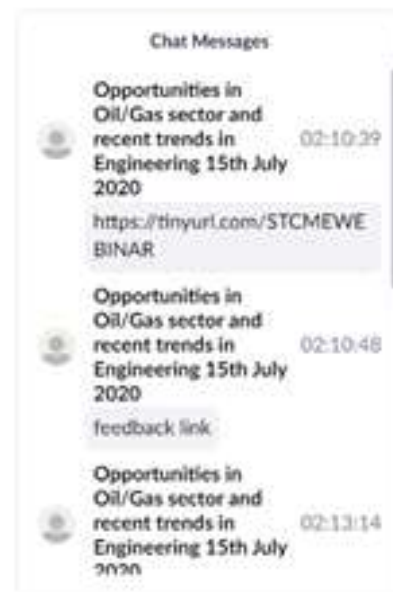 Chat Messages
Opportunities in
Oil/Gas sector and
recent trends in
Engineering 15th July
2020
02:10:39
https://tinyurl.com/STCMEWE
BINAR
Opportunities in
Oil/Gas sector and
recent trends in
Engineering 15th July
2020
02:10:48
feedback link
Opportunities in
Oil/Gas sector and
recent trends in
Engineering 15th July
2020
02:13:14